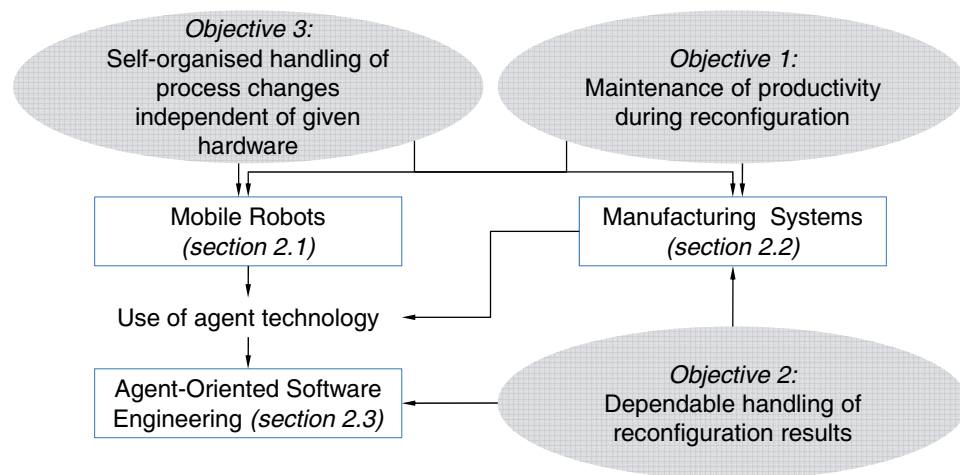 Objective 3:
Self-organised handling of
process changes
independent of given
hardware
Objective 1:
Maintenance of productivity
during reconfiguration
Mobile Robots
(section 2.1)
Manufacturing Systems
(section 2.2)
Use of agent technology
Agent-Oriented Software
Engineering (section 2.3)
Objective 2:
Dependable handling of
reconfiguration results